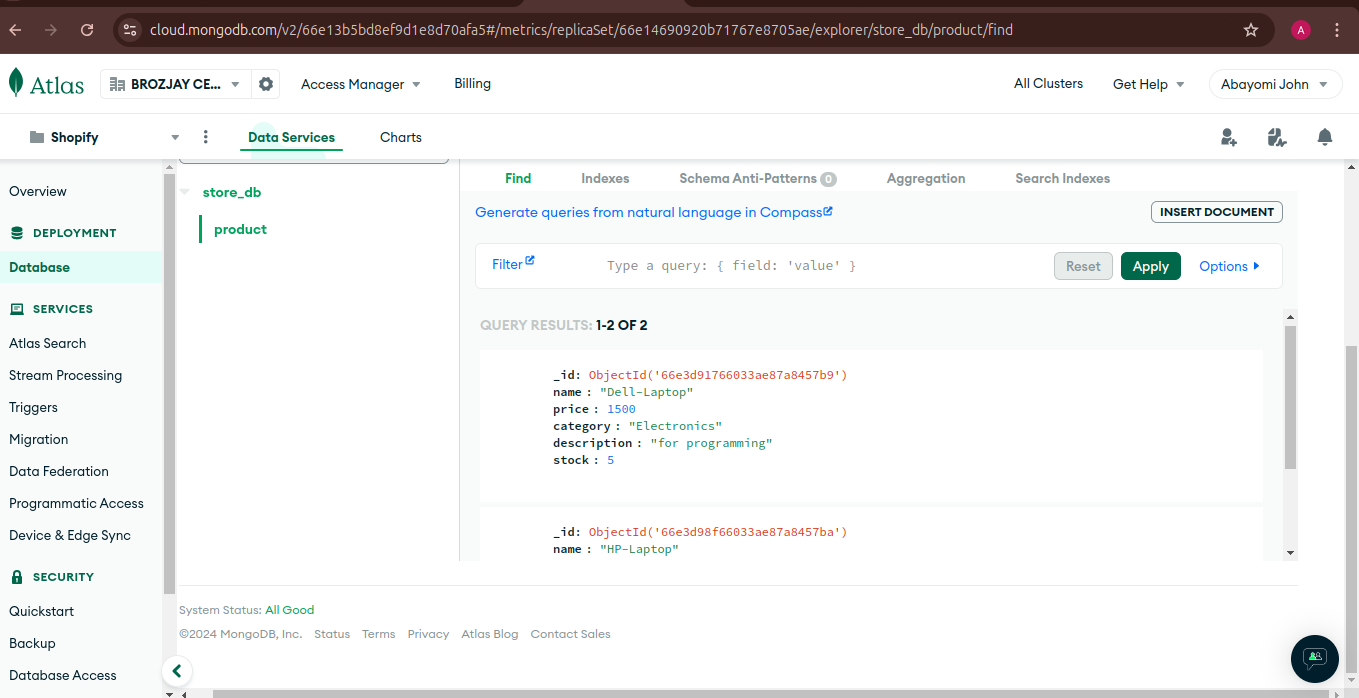 cloud.mongodb.com/v2/66e13b5bd8ef9d1e8d70afa5#/metrics/replicaSet/66e14690920b71767e8705ae/explorer/store_db/product/find
A
Atlas
BROZJAY CE...
Access Manager
Billing
All Clusters
Get Help
Abayomi John
Shopify
Data Services
Charts
Overview
DEPLOYMENT
Database
SERVICES
Atlas Search
Stream Processing
Triggers
Migration
Data Federation
Programmatic Access
Device & Edge Sync
SECURITY
Quickstart
Backup
Database Access
store_db
product
Find
Indexes
Schema Anti-Patterns 0
Aggregation
Search Indexes
Generate queries from natural language in Compass
INSERT DOCUMENT
Filter
Type a query: { field: 'value' }
Reset
Apply
Options
QUERY RESULTS: 1-2 OF 2
_id: ObjectId('66e3d91766033ae87a8457b9')
name : "Dell-Laptop"
price : 1500
category : "Electronics"
description : "for programming"
stock : 5
_id: ObjectId('66e3d98f66033ae87a8457ba')
name : "HP-Laptop"
System Status: All Good
©2024 MongoDB, Inc. Status Terms Privacy Atlas Blog Contact Sales